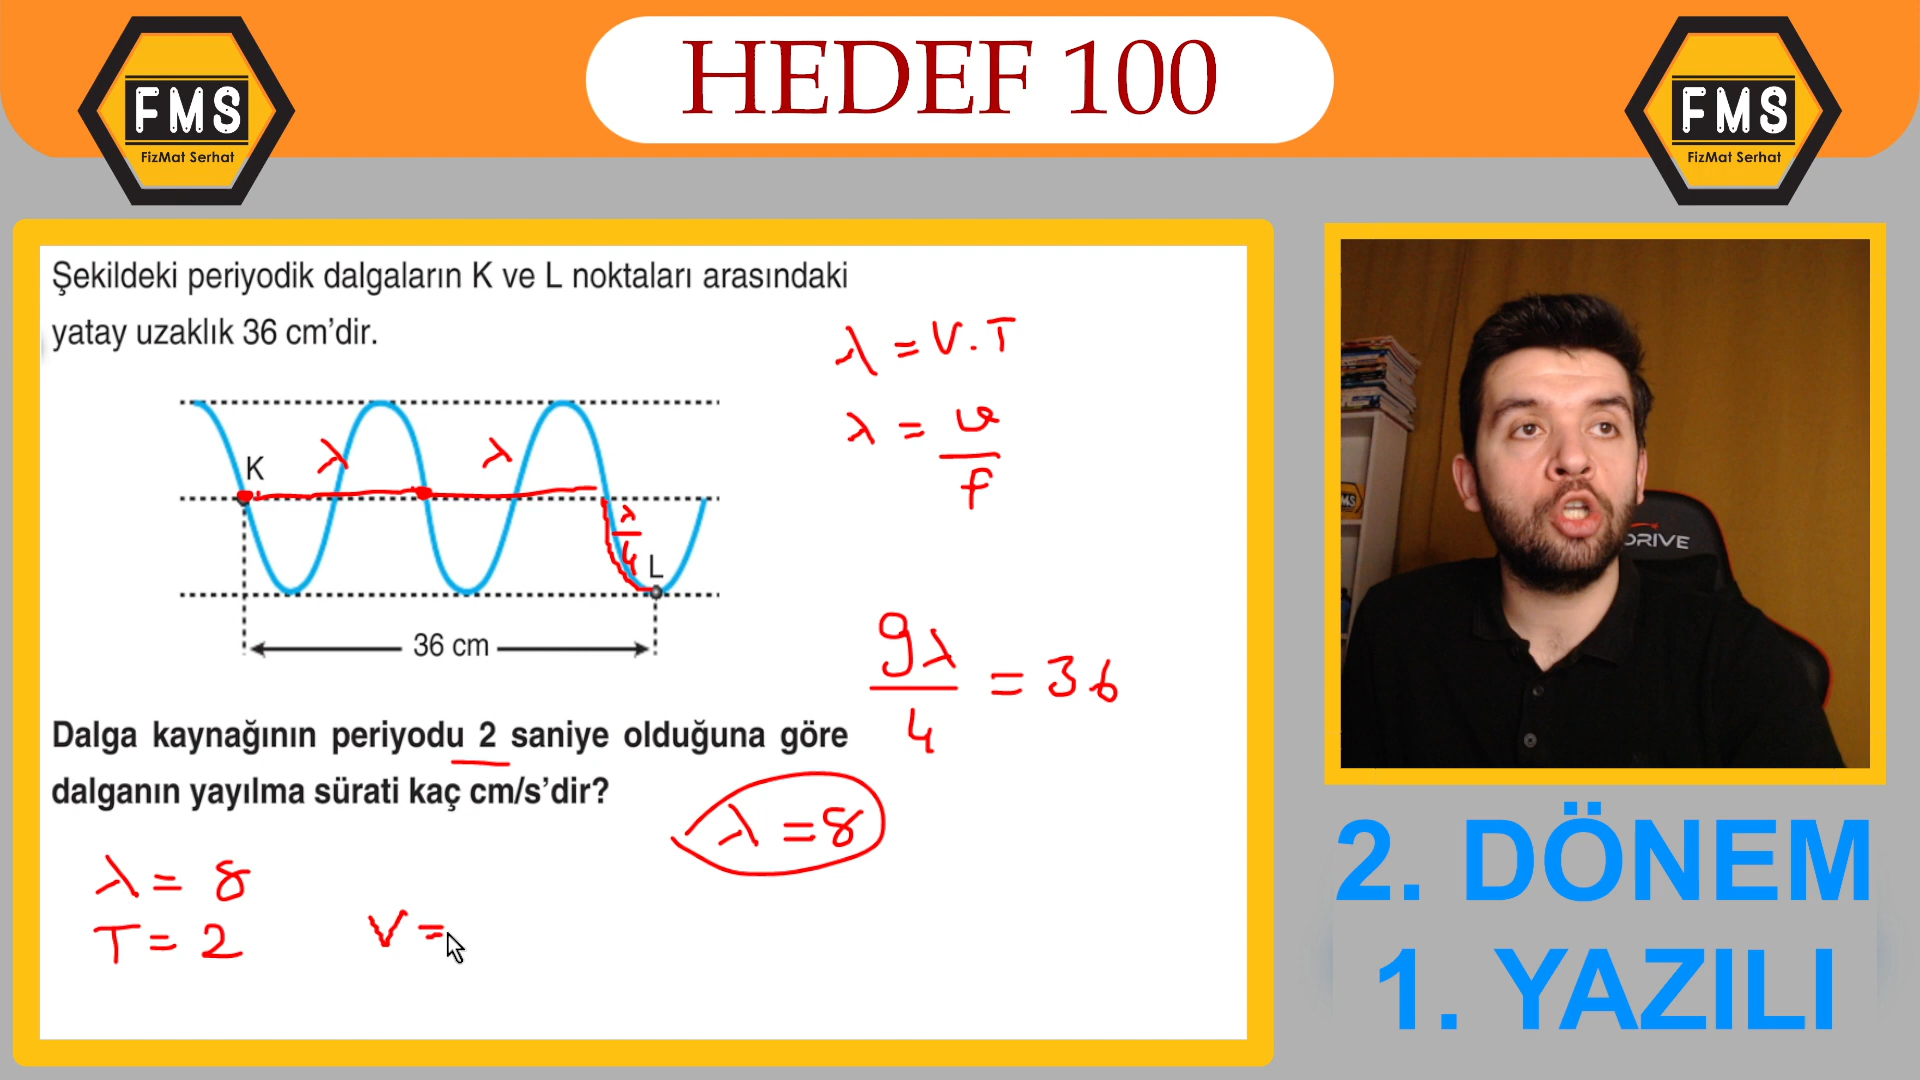 HEDEF 100
FMS
FizMat Serhat
FMS
FizMat Serhat
Şekildeki periyodik dalgaların K ve L noktaları arasındaki
yatay uzaklık 36 cm'dir.
λ = V.T
λ = υ/f
K
λ
λ
λ/4
L
36 cm
9λ/4 = 36
Dalga kaynağının periyodu 2 saniye olduğuna göre
dalganın yayılma sürati kaç cm/s'dir?
λ = 8
λ = 8
T = 2
V =
DRIVE
2. DÖNEM
1. YAZILI